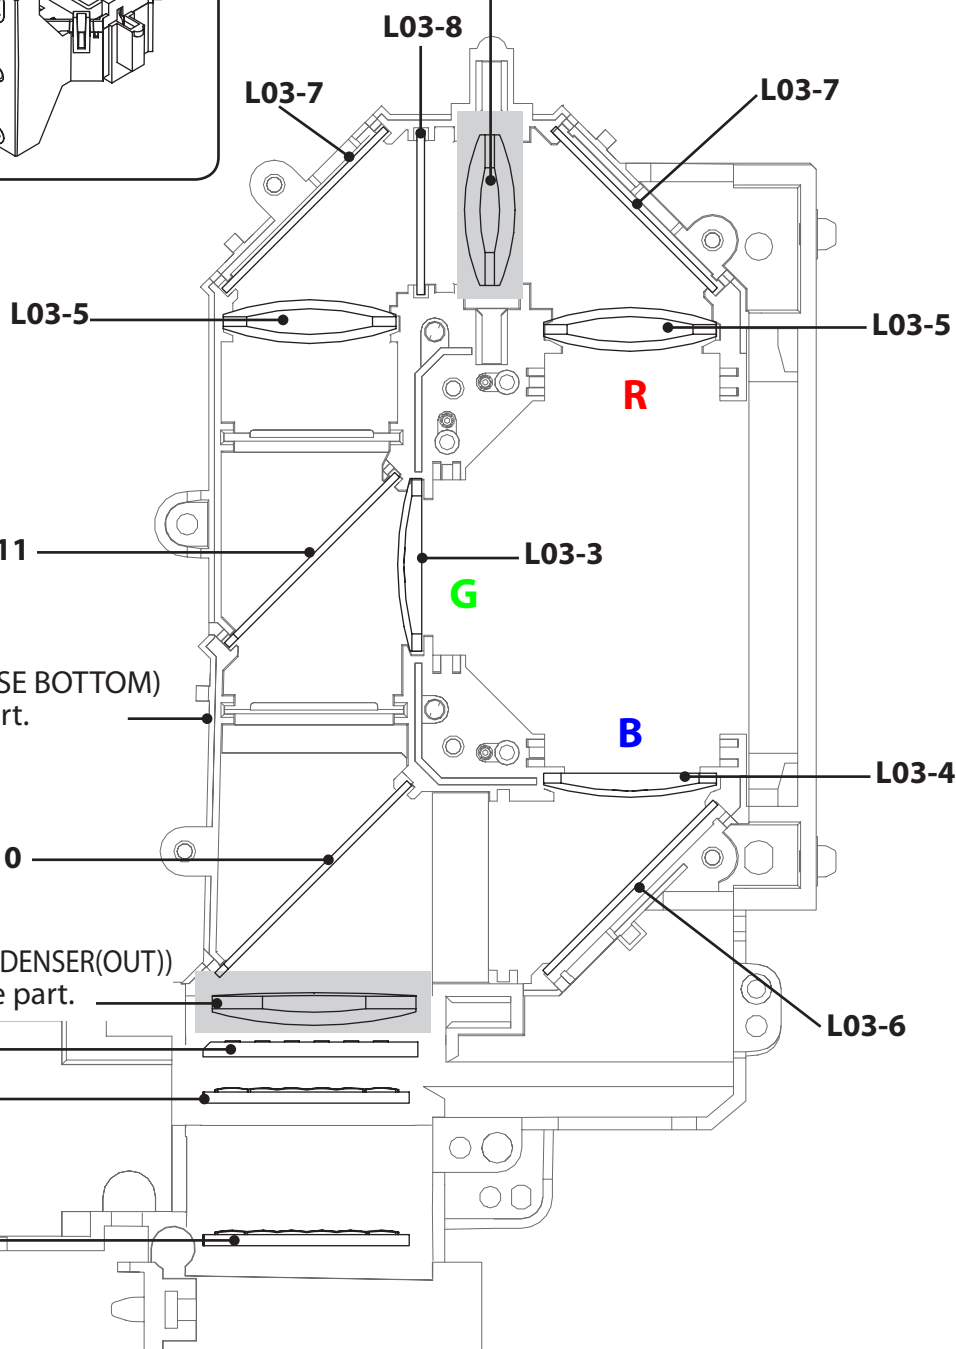 L03-8
L03-7
L03-7
L03-5
L03-5
R
11
L03-3
G
SE BOTTOM)
rt.
B
L03-4
0
DENSER(OUT))
e part.
L03-6